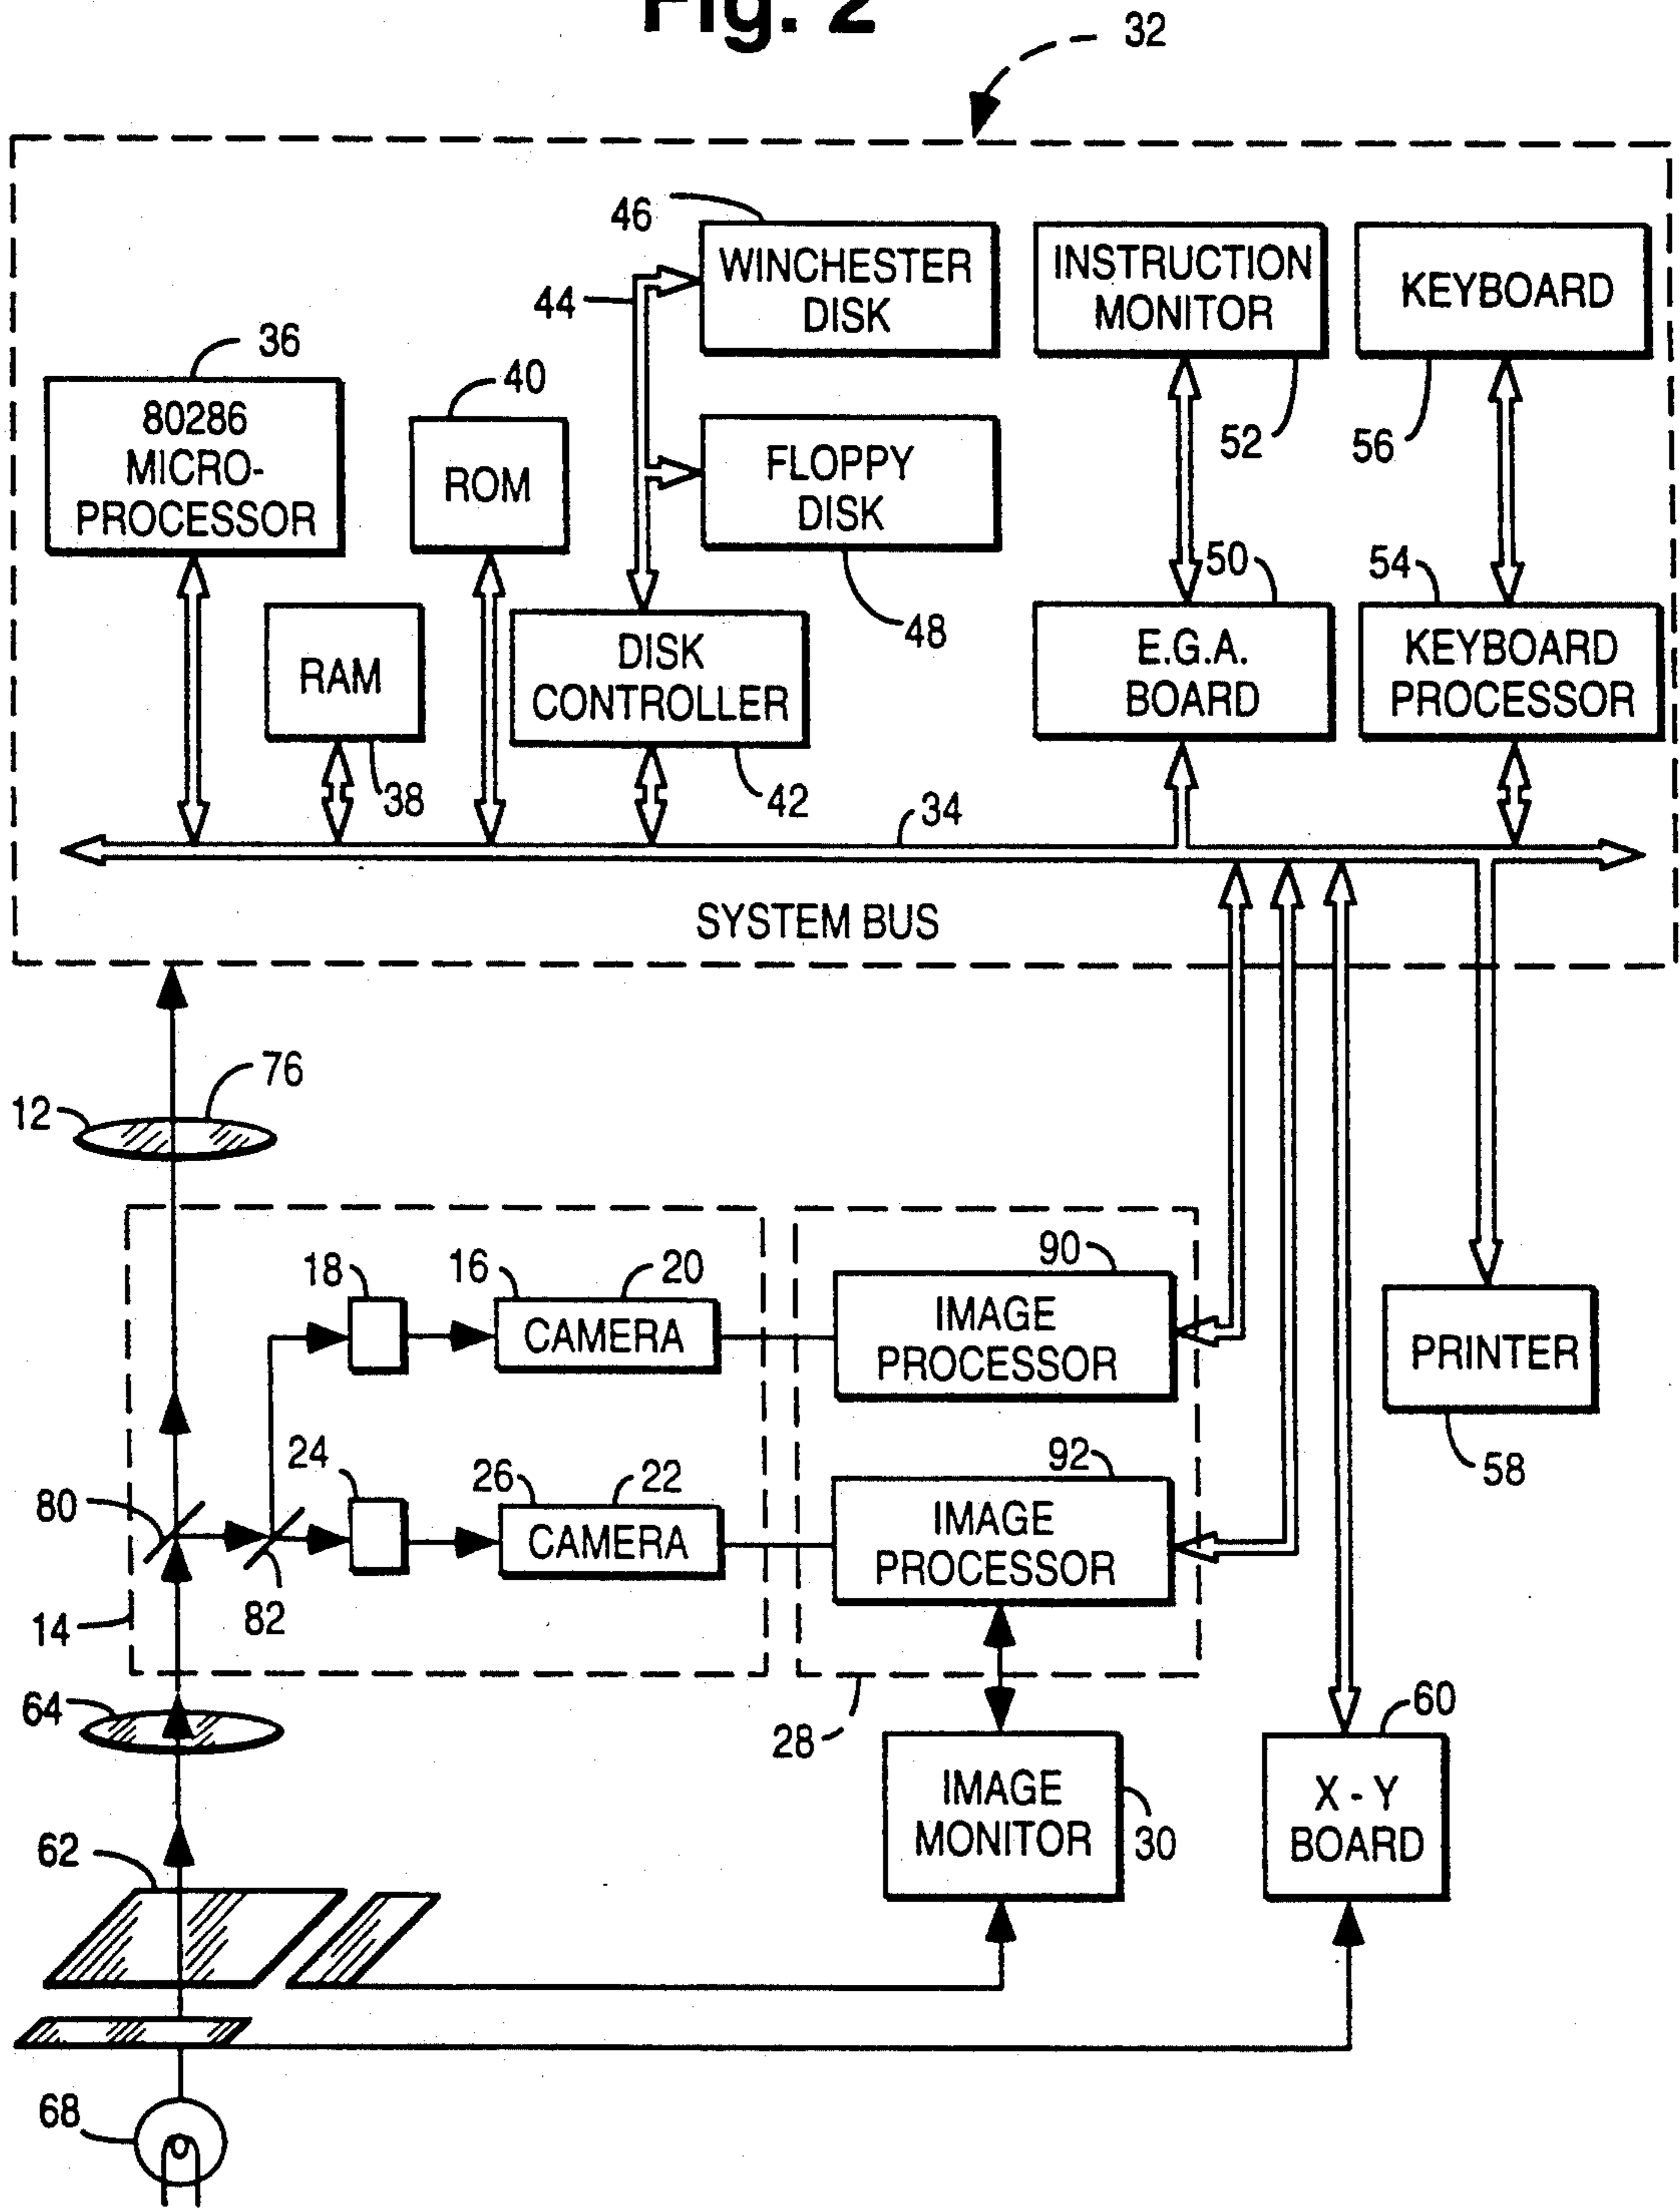 Fig. 2
32
46
WINCHESTER
DISK
INSTRUCTION
MONITOR
KEYBOARD
44
36
40
52
56
80286
MICRO-
PROCESSOR
ROM
FLOPPY
DISK
50
54
48
RAM
DISK
CONTROLLER
E.G.A.
BOARD
KEYBOARD
PROCESSOR
38
42
34
SYSTEM BUS
76
12
18
16
20
90
CAMERA
IMAGE
PROCESSOR
PRINTER
58
24
26
22
92
80
CAMERA
IMAGE
PROCESSOR
82
14
64
28
60
IMAGE
MONITOR
30
X - Y
BOARD
62
68